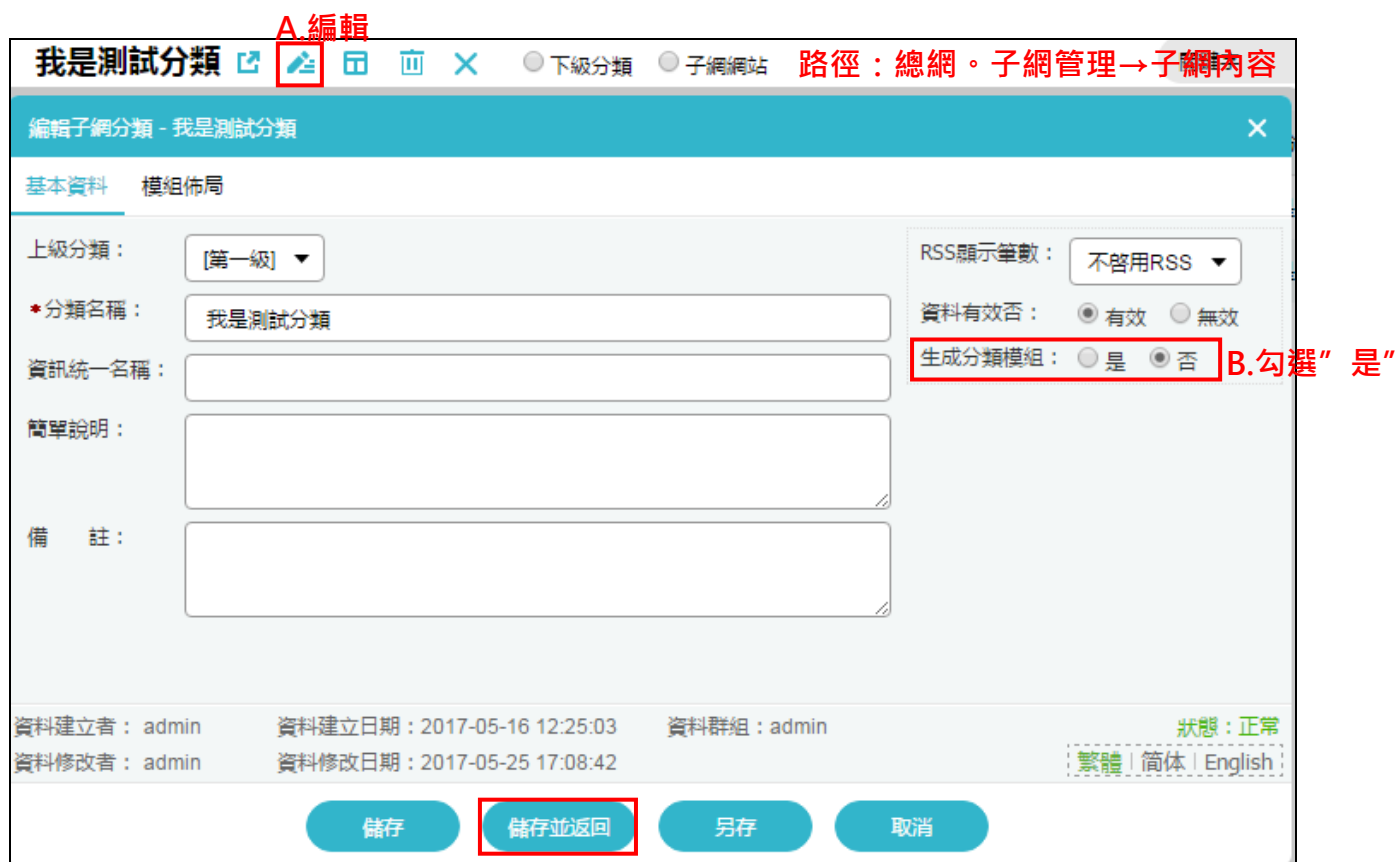 A.編輯
我是測試分類 下級分類 子網網站 路徑：總網。子網管理→子網內容
編輯子網分類 - 我是測試分類
基本資料 模組佈局
上級分類： [第一級] RSS顯示筆數： 不啓用RSS
*分類名稱： 我是測試分類 資料有效否： 有效 無效
資訊統一名稱： 生成分類模組： 是 否 B.勾選”是”
簡單說明：
備 註：
資料建立者： admin 資料建立日期：2017-05-16 12:25:03 資料群組：admin 狀態：正常
資料修改者： admin 資料修改日期：2017-05-25 17:08:42 繁體 简体 English
儲存 儲存並返回 另存 取消